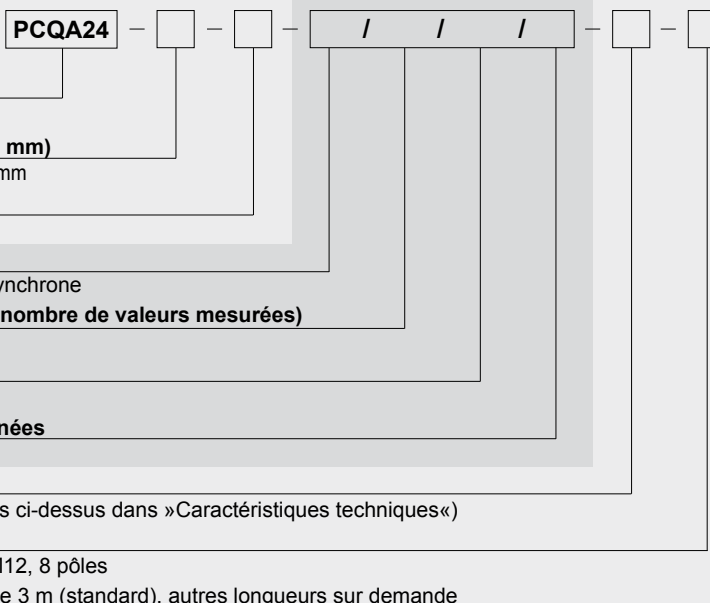 PCQA24 – – – / / / – –
mm)
mm
ynchrone
nombre de valeurs mesurées)
nées
s ci-dessus dans »Caractéristiques techniques«)
12, 8 pôles
e 3 m (standard), autres longueurs sur demande